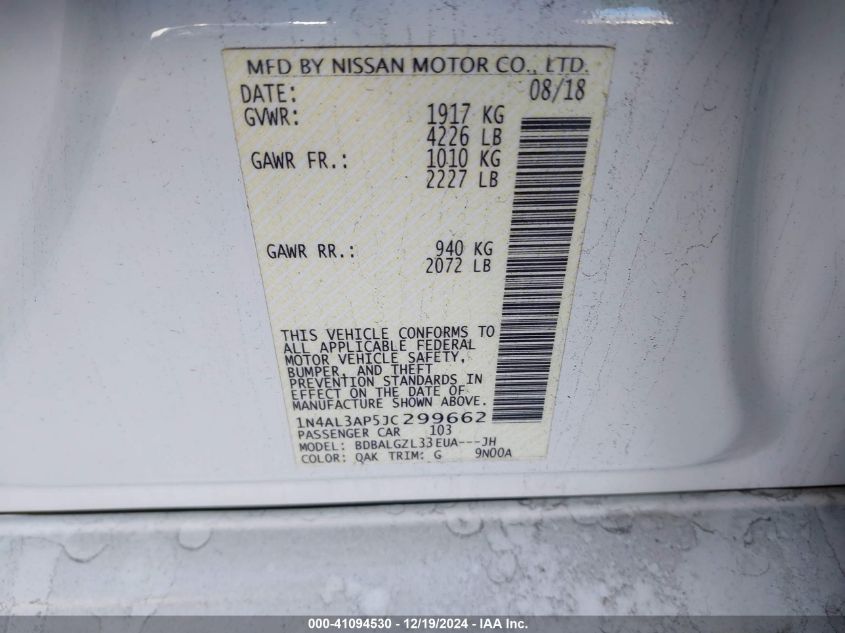 MFD BY NISSAN MOTOR CO., LTD.
DATE: 08/18
GVWR: 1917 KG
4226 LB
GAWR FR.: 1010 KG
2227 LB
GAWR RR.: 940 KG
2072 LB
THIS VEHICLE CONFORMS TO
ALL APPLICABLE FEDERAL
MOTOR VEHICLE SAFETY,
BUMPER, AND THEFT
PREVENTION STANDARDS IN
EFFECT ON THE DATE OF
MANUFACTURE SHOWN ABOVE.
1N4AL3AP5JC299662
PASSENGER CAR 103
MODEL: BDBALGZL33EUA---JH
COLOR: QAK TRIM: G 9N00A
000-41094530 - 12/19/2024 - IAA Inc.